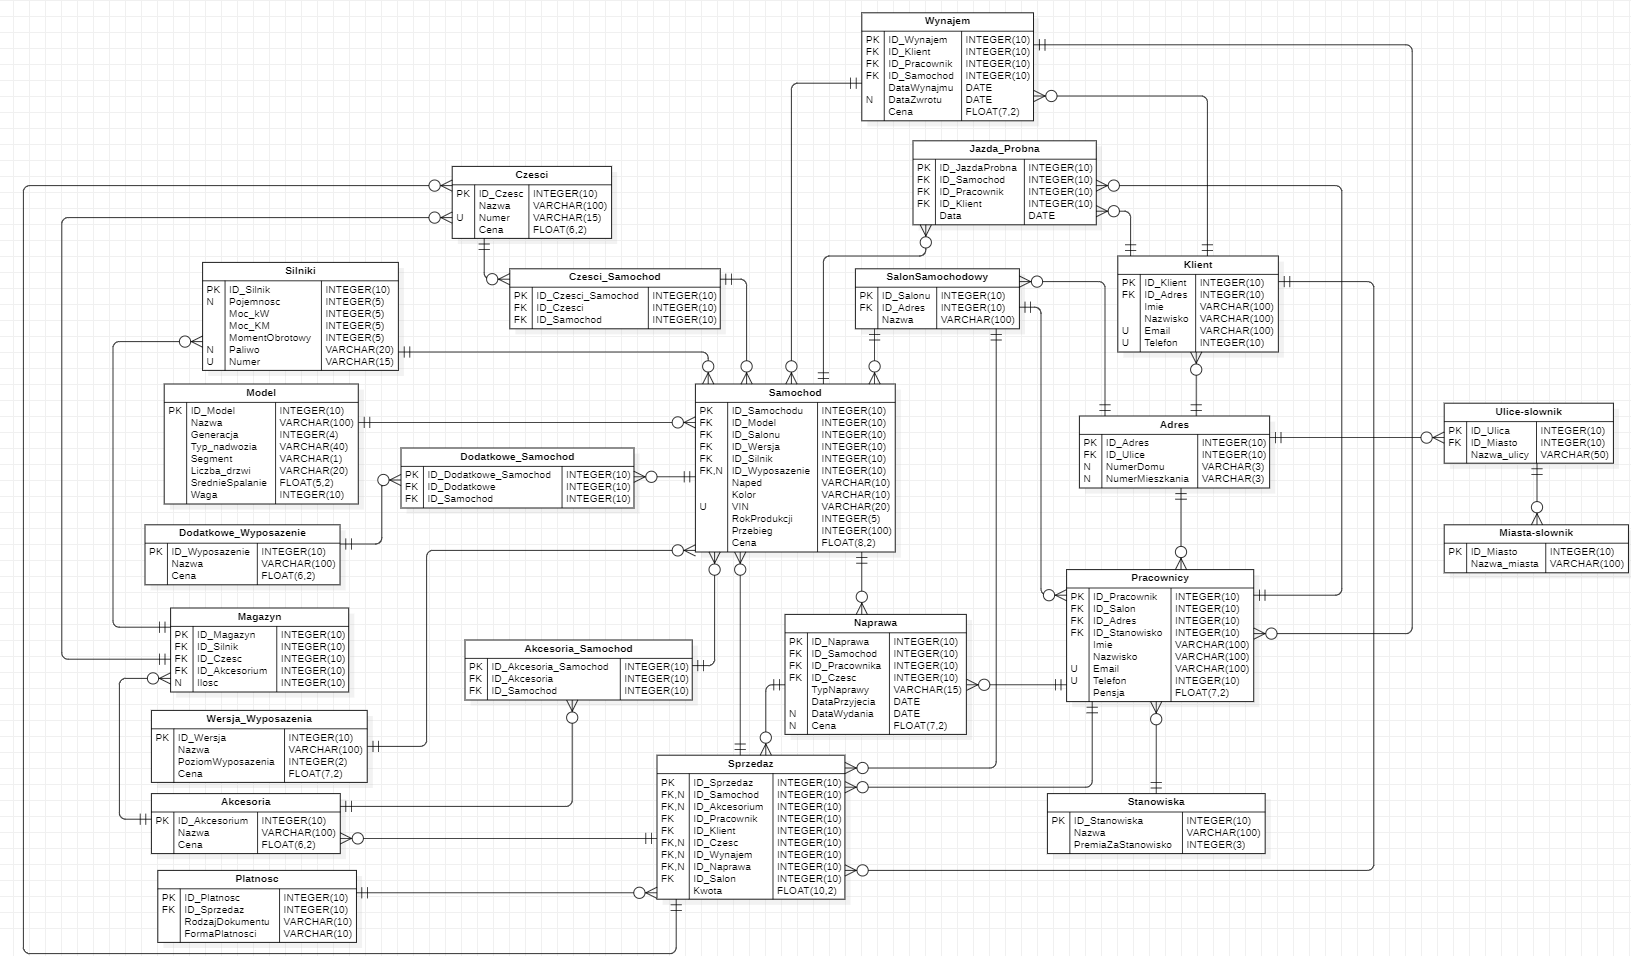 Wynajem
PK ID_Wynajem INTEGER(10)
FK ID_Klient INTEGER(10)
FK ID_Pracownik INTEGER(10)
FK ID_Samochod INTEGER(10)
DataWynajmu DATE
N DataZwrotu DATE
Cena FLOAT(7,2)
Jazda_Probna
PK ID_JazdaProbna INTEGER(10)
FK ID_Samochod INTEGER(10)
FK ID_Pracownik INTEGER(10)
FK ID_Klient INTEGER(10)
Data DATE
Czesci
PK ID_Czesc INTEGER(10)
Nazwa VARCHAR(100)
U Numer VARCHAR(15)
Cena FLOAT(6,2)
Silniki
PK ID_Silnik INTEGER(10)
N Pojemnosc INTEGER(5)
Moc_kW INTEGER(5)
Moc_KM INTEGER(5)
MomentObrotowy INTEGER(5)
N Paliwo VARCHAR(20)
U Numer VARCHAR(15)
Czesci_Samochod
PK ID_Czesci_Samochod INTEGER(10)
FK ID_Czesci INTEGER(10)
FK ID_Samochod INTEGER(10)
SalonSamochodowy
PK ID_Salonu INTEGER(10)
FK ID_Adres INTEGER(10)
Nazwa VARCHAR(100)
Klient
PK ID_Klient INTEGER(10)
FK ID_Adres INTEGER(10)
Imie VARCHAR(100)
Nazwisko VARCHAR(100)
U Email VARCHAR(100)
U Telefon INTEGER(10)
Model
PK ID_Model INTEGER(10)
Nazwa VARCHAR(100)
Generacja INTEGER(4)
Typ_nadwozia VARCHAR(40)
Segment VARCHAR(1)
Liczba_drzwi VARCHAR(20)
SrednieSpalanie FLOAT(5,2)
Waga INTEGER(10)
Samochod
PK ID_Samochodu INTEGER(10)
FK ID_Model INTEGER(10)
FK ID_Salonu INTEGER(10)
FK ID_Wersja INTEGER(10)
FK ID_Silnik INTEGER(10)
FK,N ID_Wyposazenie INTEGER(10)
Naped VARCHAR(10)
Kolor VARCHAR(10)
U VIN VARCHAR(20)
RokProdukcji INTEGER(5)
Przebieg INTEGER(100)
Cena FLOAT(8,2)
Adres
PK ID_Adres INTEGER(10)
FK ID_Ulice INTEGER(10)
N NumerDomu VARCHAR(3)
N NumerMieszkania VARCHAR(3)
Ulice-slownik
PK ID_Ulica INTEGER(10)
FK ID_Miasto INTEGER(10)
Nazwa_ulicy VARCHAR(50)
Dodatkowe_Samochod
PK ID_Dodatkowe_Samochod INTEGER(10)
FK ID_Dodatkowe INTEGER(10)
FK ID_Samochod INTEGER(10)
Dodatkowe_Wyposazenie
PK ID_Wyposazenie INTEGER(10)
Nazwa VARCHAR(100)
Cena FLOAT(6,2)
Miasta-slownik
PK ID_Miasto INTEGER(10)
Nazwa_miasta VARCHAR(100)
Pracownicy
PK ID_Pracownik INTEGER(10)
FK ID_Salon INTEGER(10)
FK ID_Adres INTEGER(10)
FK ID_Stanowisko INTEGER(10)
Imie VARCHAR(100)
Nazwisko VARCHAR(100)
U Email VARCHAR(100)
U Telefon INTEGER(10)
Pensja FLOAT(7,2)
Magazyn
PK ID_Magazyn INTEGER(10)
FK ID_Silnik INTEGER(10)
FK ID_Czesc INTEGER(10)
FK ID_Akcesorium INTEGER(10)
N Ilosc INTEGER(10)
Naprawa
PK ID_Naprawa INTEGER(10)
FK ID_Samochod INTEGER(10)
FK ID_Pracownika INTEGER(10)
FK ID_Czesc INTEGER(10)
TypNaprawy VARCHAR(15)
DataPrzyjecia DATE
N DataWydania DATE
N Cena FLOAT(7,2)
Akcesoria_Samochod
PK ID_Akcesoria_Samochod INTEGER(10)
FK ID_Akcesoria INTEGER(10)
FK ID_Samochod INTEGER(10)
Wersja_Wyposazenia
PK ID_Wersja INTEGER(10)
Nazwa VARCHAR(100)
PoziomWyposazenia INTEGER(2)
Cena FLOAT(7,2)
Sprzedaz
PK ID_Sprzedaz INTEGER(10)
FK,N ID_Samochod INTEGER(10)
FK,N ID_Akcesorium INTEGER(10)
FK ID_Pracownik INTEGER(10)
FK ID_Klient INTEGER(10)
FK,N ID_Czesc INTEGER(10)
FK,N ID_Wynajem INTEGER(10)
FK,N ID_Naprawa INTEGER(10)
FK ID_Salon INTEGER(10)
Kwota FLOAT(10,2)
Akcesoria
PK ID_Akcesorium INTEGER(10)
Nazwa VARCHAR(100)
Cena FLOAT(6,2)
Stanowiska
PK ID_Stanowiska INTEGER(10)
Nazwa VARCHAR(100)
PremiaZaStanowisko INTEGER(3)
Platnosc
PK ID_Platnosc INTEGER(10)
FK ID_Sprzedaz INTEGER(10)
RodzajDokumentu VARCHAR(10)
FormaPlatnosci VARCHAR(10)